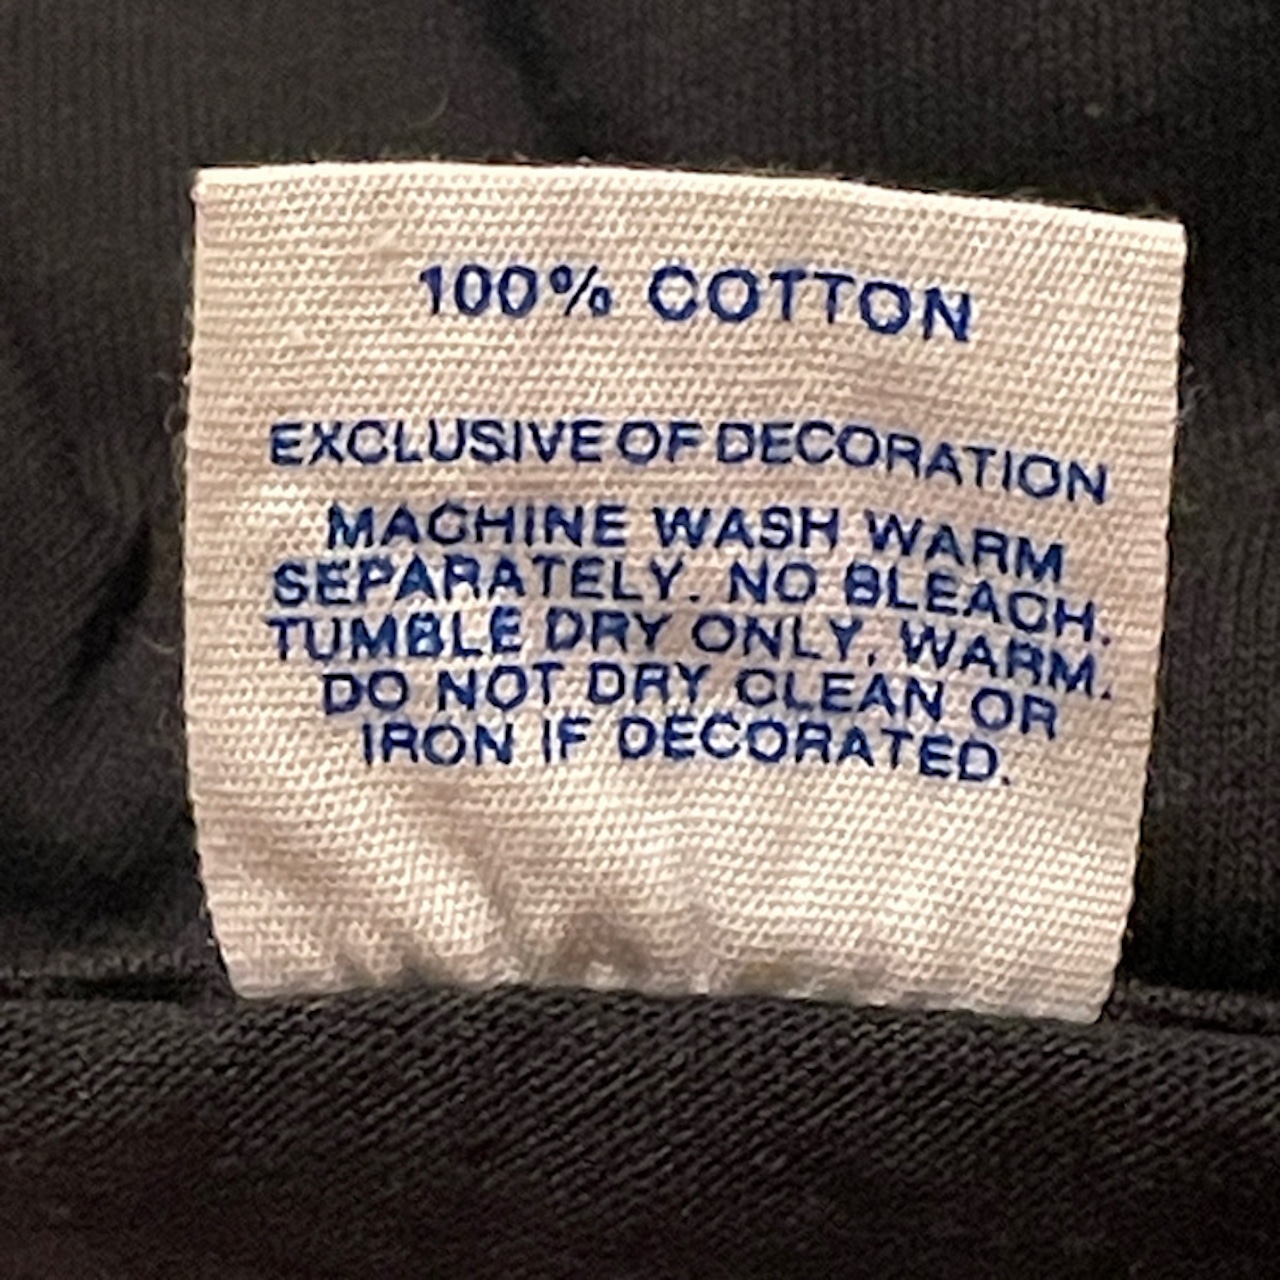 100% COTTON
EXCLUSIVE OF DECORATION
MACHINE WASH WARM
SEPARATELY. NO BLEACH.
TUMBLE DRY ONLY, WARM.
DO NOT DRY CLEAN OR
IRON IF DECORATED.